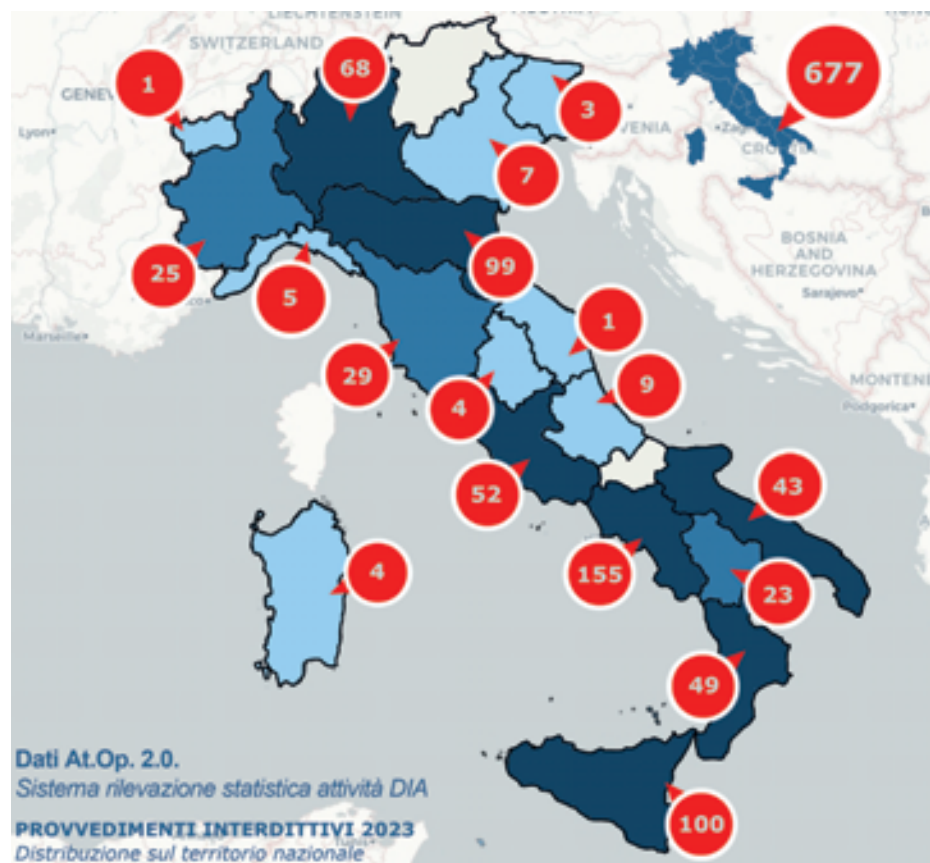 LIECHTENSTEIN
SWITZERLAND
68
1
677
GENEV
3
Lyon
VENIA
Zag
CROATIA
7
BOSNIA
AND
HERZEGOVINA
25
99
Sarajevo
5
1
Marseille
29
9
MONTENE
4
Podgorica
52
43
4
155
23
49
Dati At.Op. 2.0.
Sistema rilevazione statistica attività DIA
100
PROVVEDIMENTI INTERDITTIVI 2023
Tunis
Distribuzione sul territorio nazionale